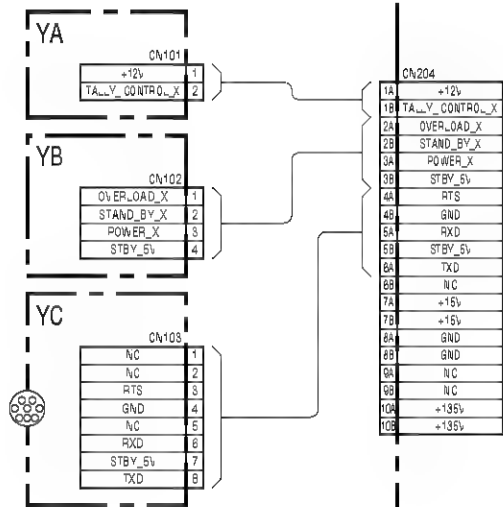 YA
CN101
+12V 1
TALLY_CONTROL_X 2
YB
CN102
OVERLOAD_X 1
STAND_BY_X 2
POWER_X 3
STBY_5V 4
YC
CN103
NC 1
NC 2
RTS 3
GND 4
NC 5
RXD 6
STBY_5V 7
TXD 8
CN204
1A +12V
1B TALLY_CONTROL_X
2A OVERLOAD_X
2B STAND_BY_X
3A POWER_X
3B STBY_5V
4A RTS
4B GND
5A RXD
5B STBY_5V
6A TXD
6B NC
7A +15V
7B +15V
8A GND
8B GND
9A NC
9B NC
10A +135V
10B +135V